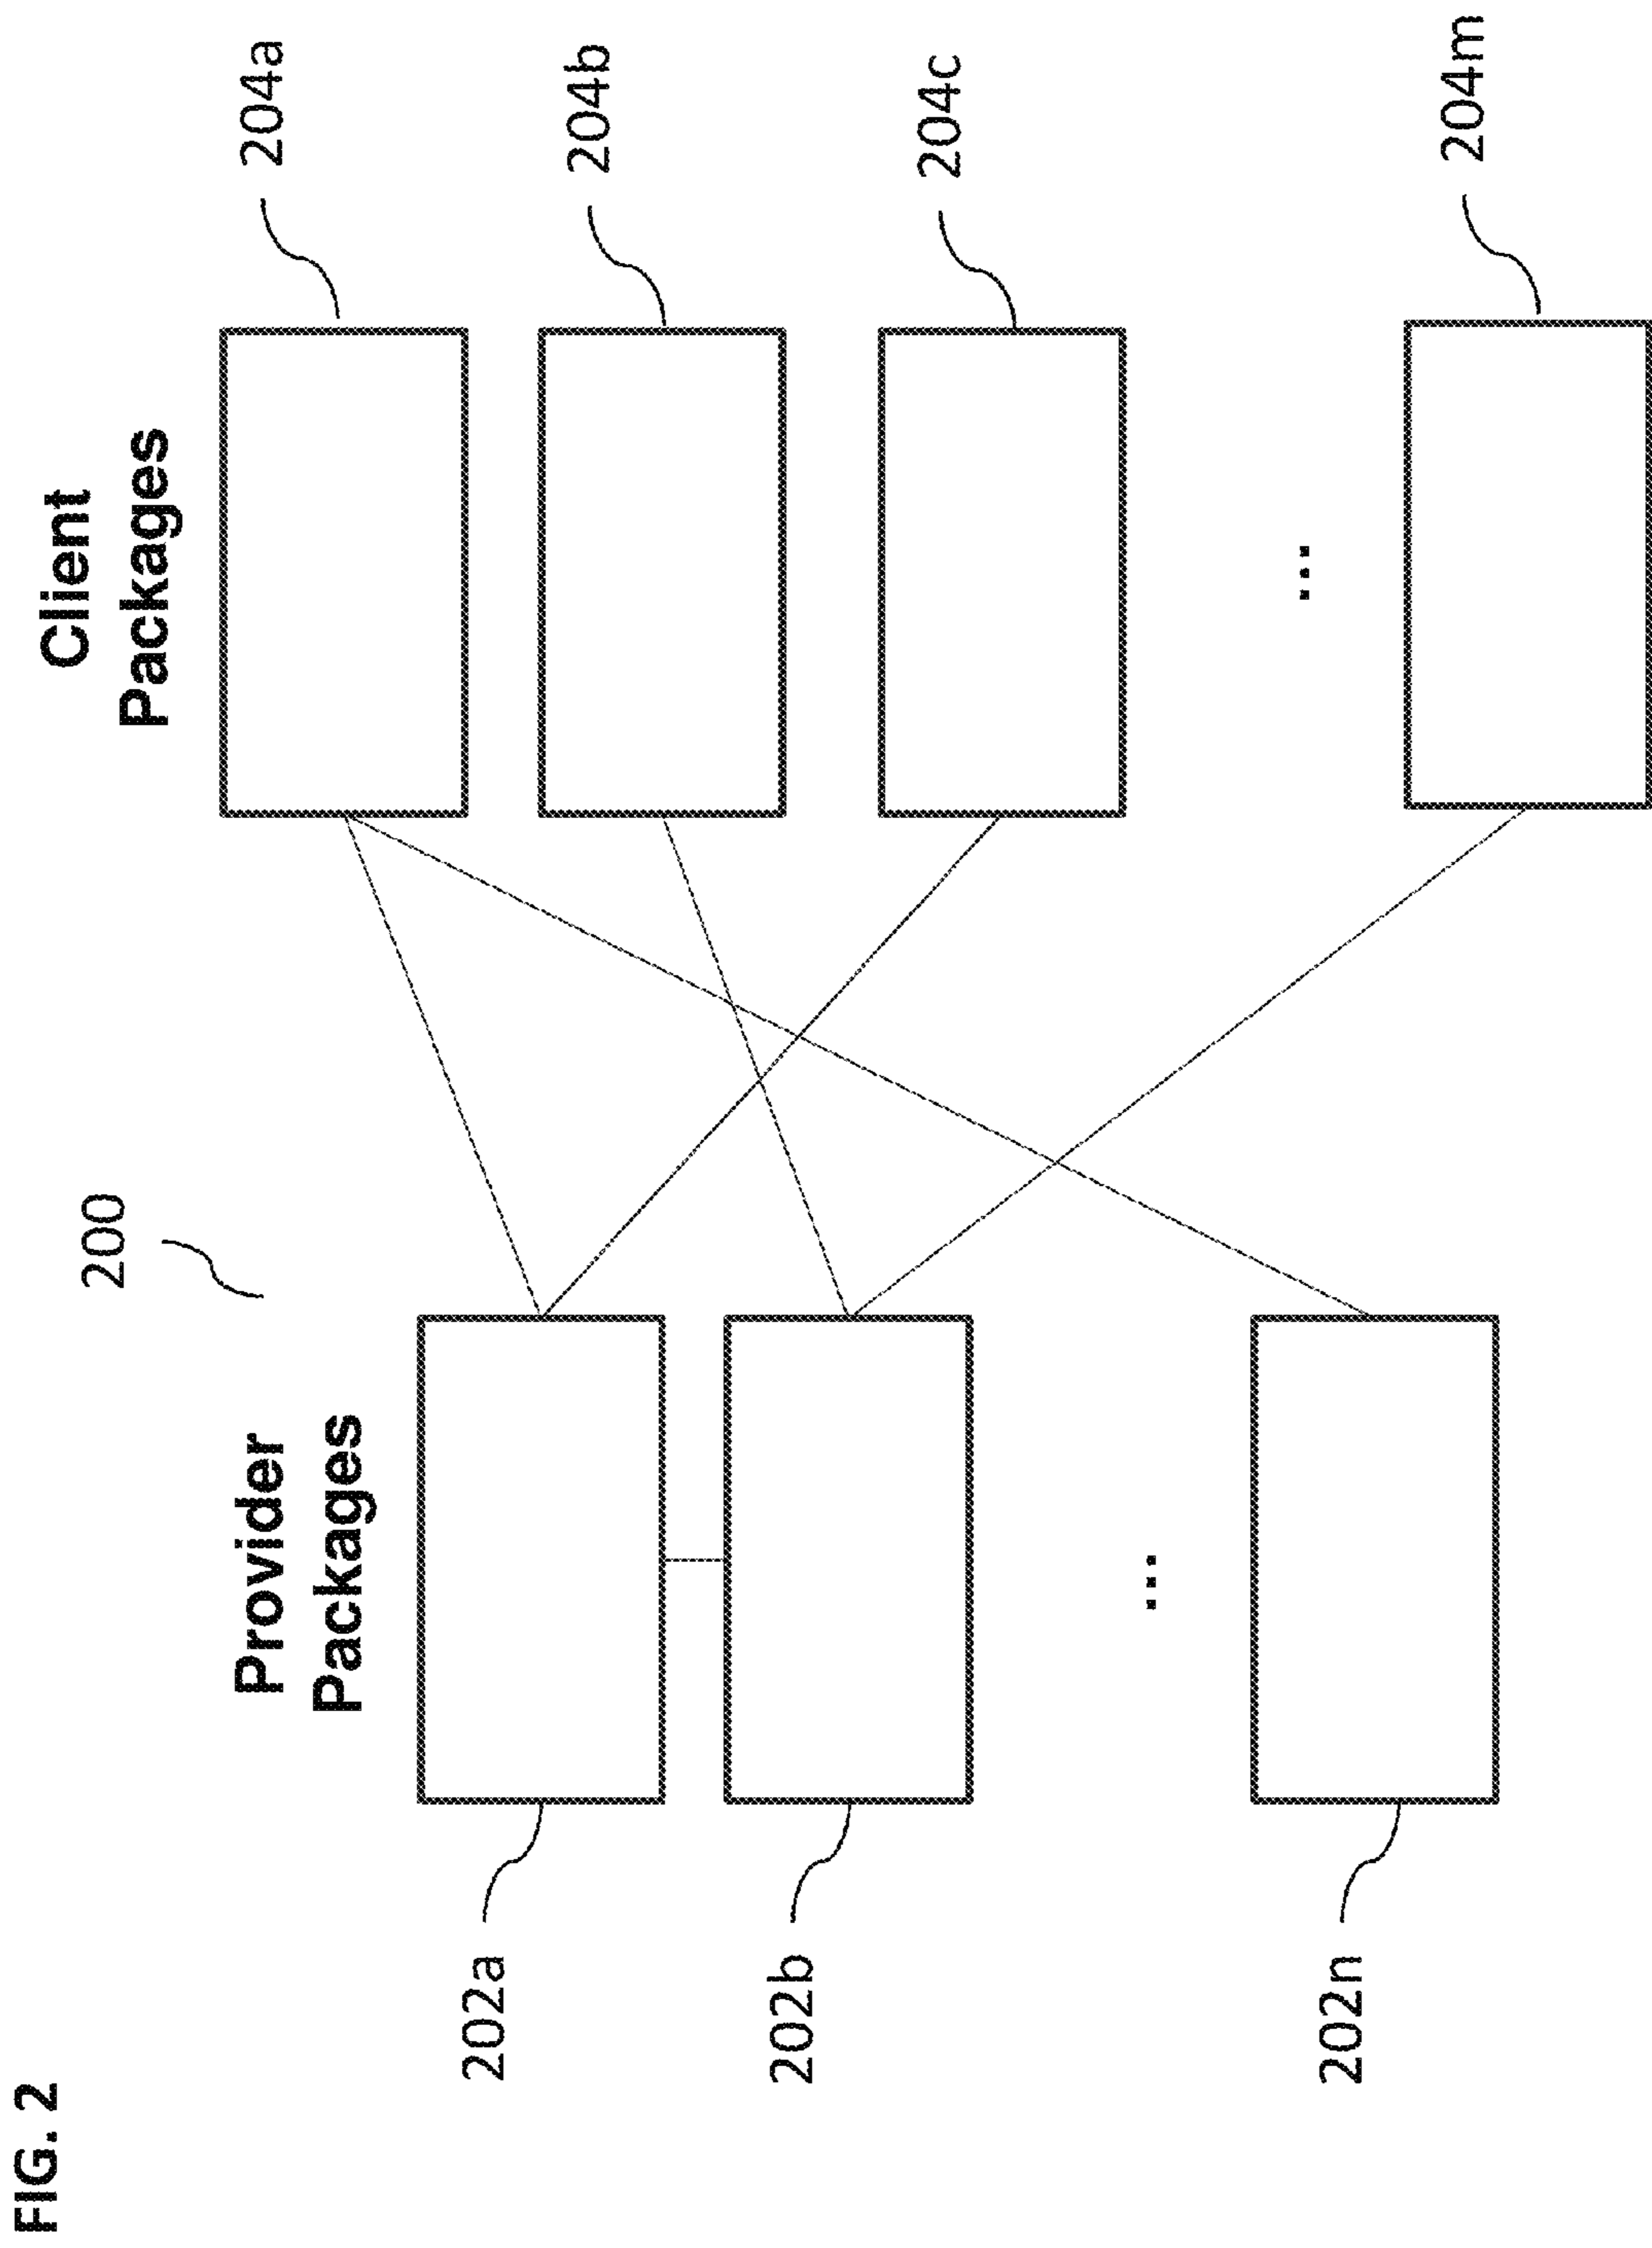 FIG. 2
200
Provider
Packages
Client
Packages
202a
202b
...
202n
204a
204b
204c
...
204m